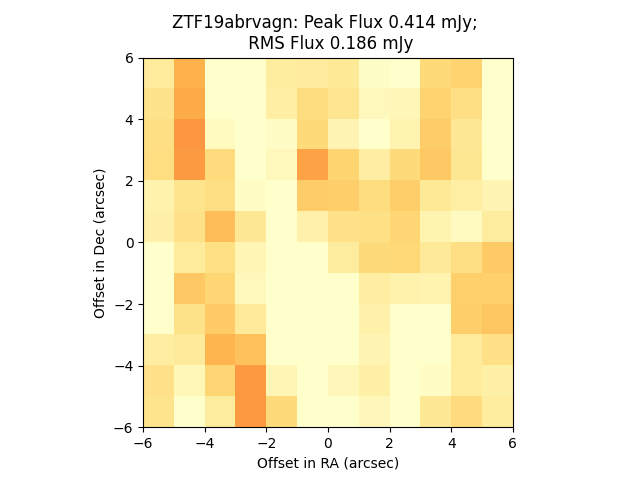 ZTF19abrvagn: Peak Flux 0.414 mJy;
RMS Flux 0.186 mJy
6
4
2
0
−2
−4
−6
Offset in Dec (arcsec)
−6 −4 −2 0 2 4 6
Offset in RA (arcsec)